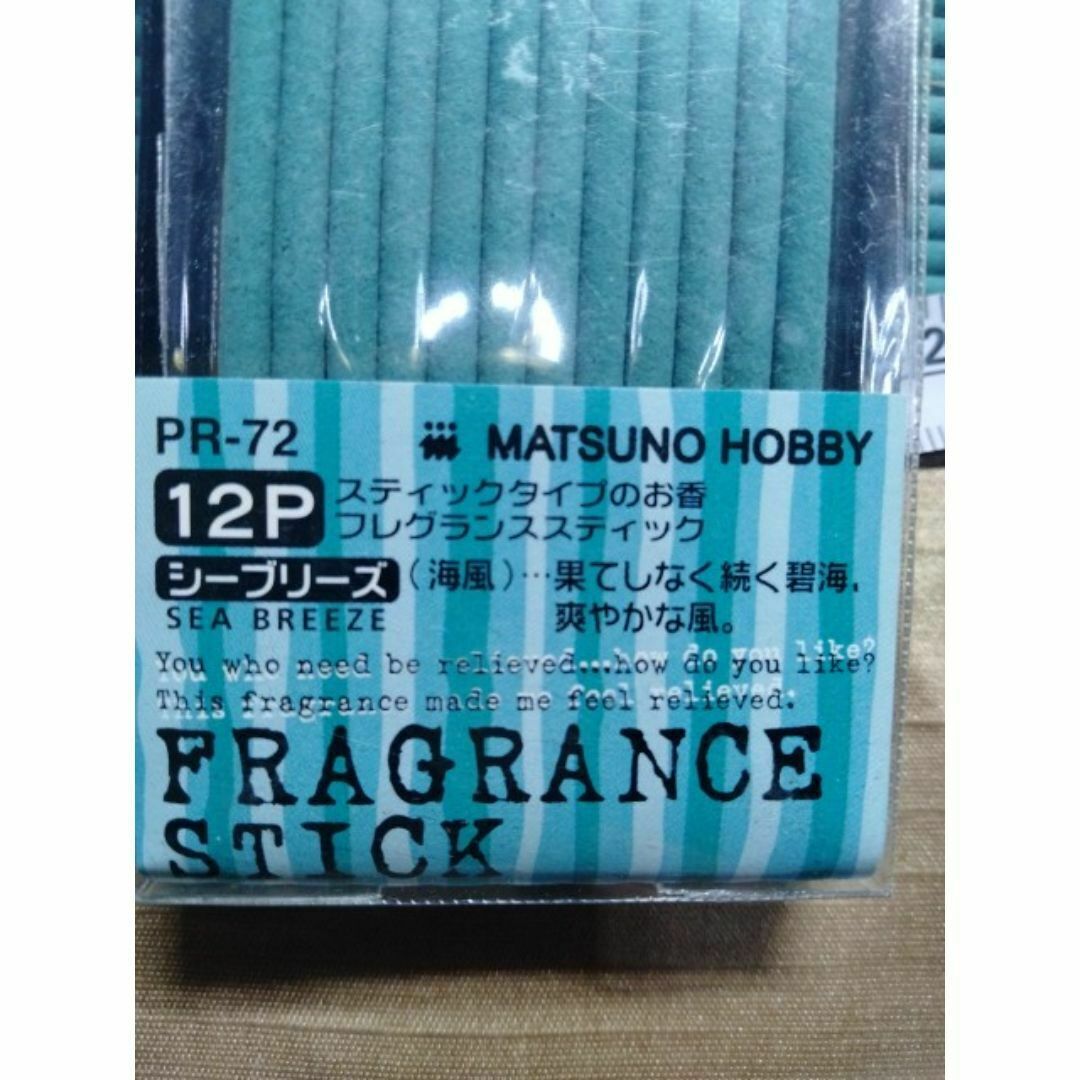 PR-72 MATSUNO HOBBY
12P スティックタイプのお香
フレグランススティック
シーブリーズ (海風)…果てしなく続く碧海、
SEA BREEZE 爽やかな風。
You who need be relieved...how do you like?
This fragrance made me feel relieved.
FRAGRANCE
STICK
2